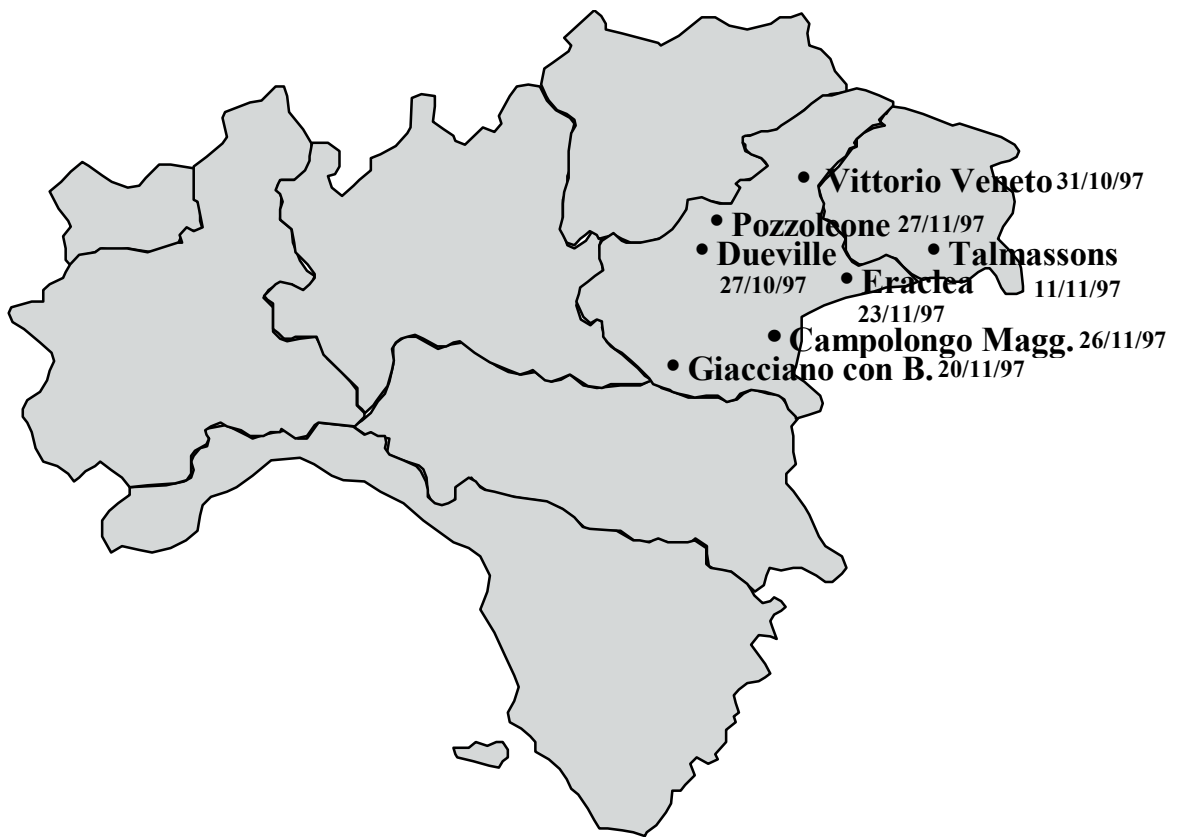 Vittorio Veneto 31/10/97
Pozzoleone 27/11/97
Dueville
27/10/97
Talmassons
11/11/97
Eraclea
23/11/97
Campolongo Magg. 26/11/97
Giacciano con B. 20/11/97